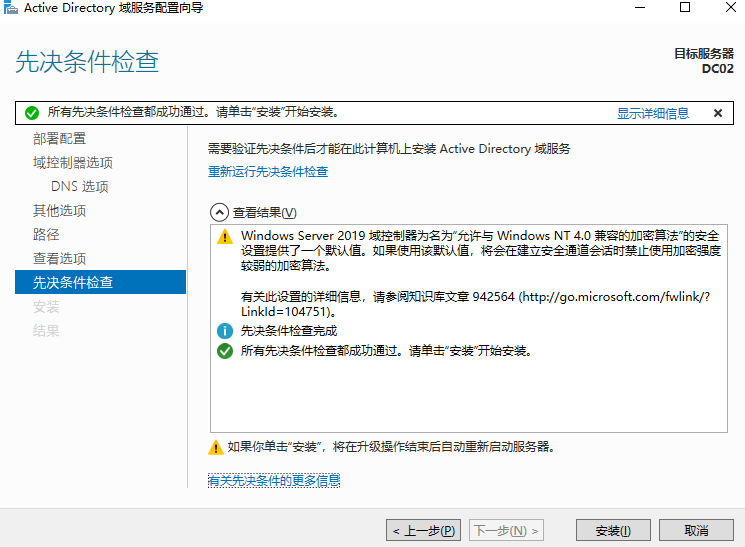 Active Directory 域服务配置向导
先决条件检查
目标服务器
DC02
所有先决条件检查都成功通过。请单击“安装”开始安装。
显示详细信息
部署配置
域控制器选项
DNS 选项
其他选项
路径
查看选项
先决条件检查
安装
结果
需要验证先决条件后才能在此计算机上安装 Active Directory 域服务
重新运行先决条件检查
查看结果(V)
Windows Server 2019 域控制器为名为“允许与 Windows NT 4.0 兼容的加密算法”的安全
设置提供了一个默认值。如果使用该默认值，将会在建立安全通道会话时禁止使用加密强度
较弱的加密算法。
有关此设置的详细信息，请参阅知识库文章 942564 (http://go.microsoft.com/fwlink/?
LinkId=104751)。
先决条件检查完成
所有先决条件检查都成功通过。请单击“安装”开始安装。
如果你单击“安装”，将在升级操作结束后自动重新启动服务器。
有关先决条件的更多信息
< 上一步(P)
下一步(N) >
安装(I)
取消